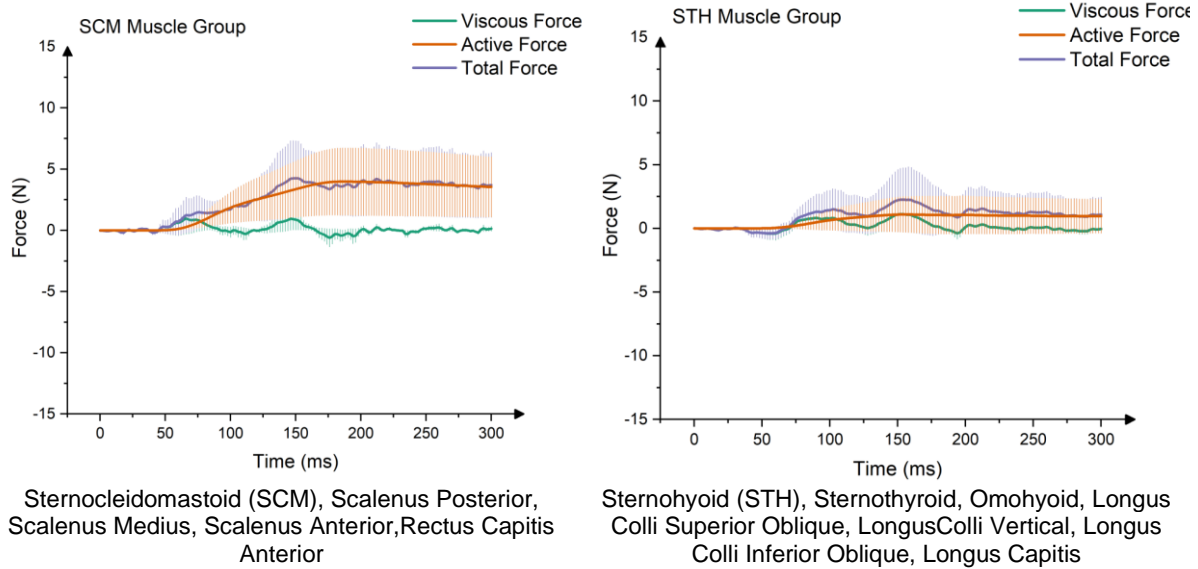 SCM Muscle Group
Viscous Force
Active Force
Total Force
15
10
5
0
-5
-10
-15
Force (N)
0 50 100 150 200 250 300
Time (ms)
Sternocleidomastoid (SCM), Scalenus Posterior,
Scalenus Medius, Scalenus Anterior,Rectus Capitis
Anterior
STH Muscle Group
Viscous Force
Active Force
Total Force
15
10
5
0
-5
-10
-15
Force (N)
0 50 100 150 200 250 300
Time (ms)
Sternohyoid (STH), Sternothyroid, Omohyoid, Longus
Colli Superior Oblique, LongusColli Vertical, Longus
Colli Inferior Oblique, Longus Capitis